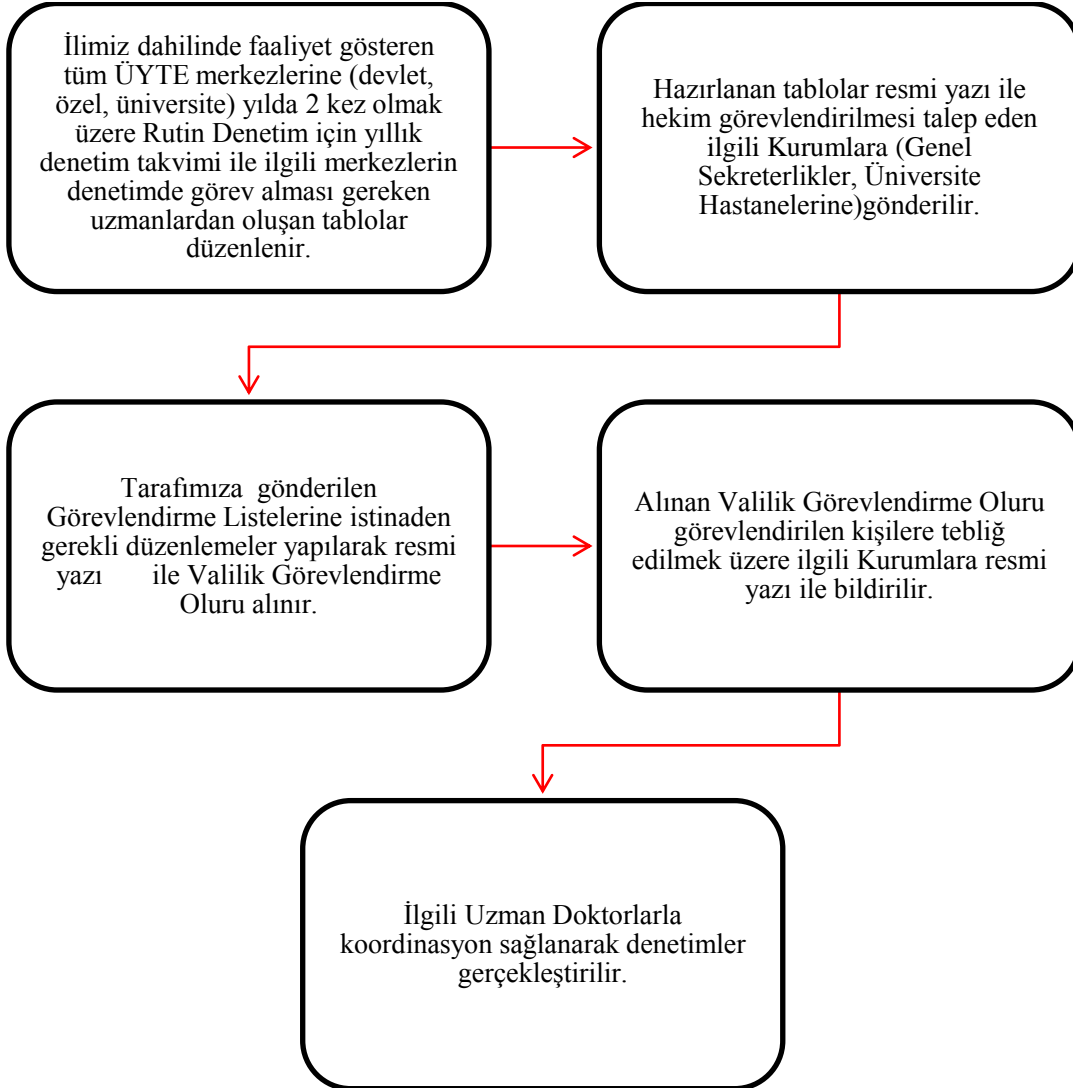 İlimiz dahilinde faaliyet gösteren
tüm ÜYTE merkezlerine (devlet,
özel, üniversite) yılda 2 kez olmak
üzere Rutin Denetim için yıllık
denetim takvimi ile ilgili merkezlerin
denetimde görev alması gereken
uzmanlardan oluşan tablolar
düzenlenir.
Hazırlanan tablolar resmi yazı ile
hekim görevlendirilmesi talep eden
ilgili Kurumlara (Genel
Sekreterlikler, Üniversite
Hastanelerine)gönderilir.
Tarafımıza gönderilen
Görevlendirme Listelerine istinaden
gerekli düzenlemeler yapılarak resmi
yazı ile Valilik Görevlendirme
Oluru alınır.
Alınan Valilik Görevlendirme Oluru
görevlendirilen kişilere tebliğ
edilmek üzere ilgili Kurumlara resmi
yazı ile bildirilir.
İlgili Uzman Doktorlarla
koordinasyon sağlanarak denetimler
gerçekleştirilir.